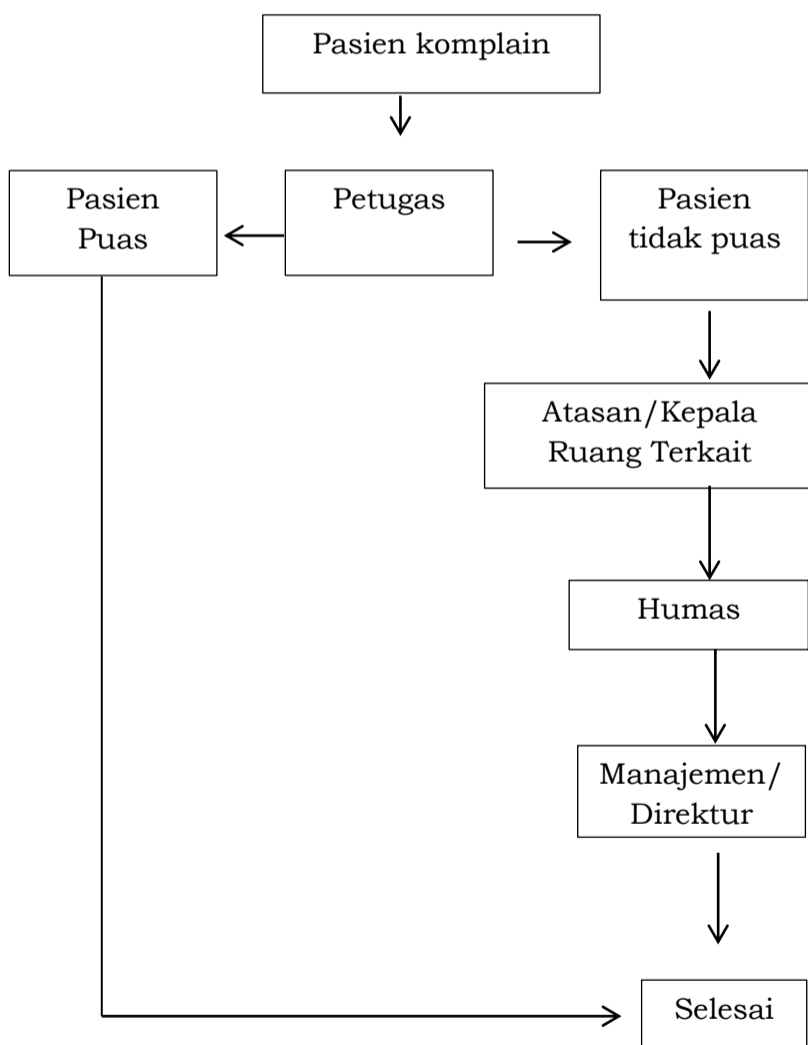 Pasien komplain
Pasien
Puas
Petugas
Pasien
tidak puas
Atasan/Kepala
Ruang Terkait
Humas
Manajemen/
Direktur
Selesai